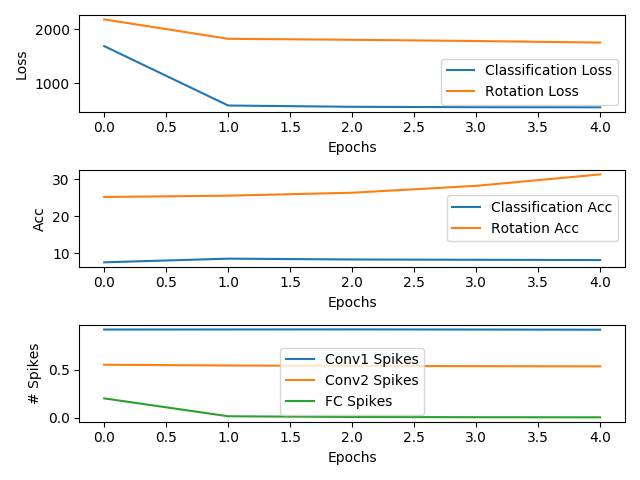 2000
1000
Loss
Classification Loss
Rotation Loss
0.0 0.5 1.0 1.5 2.0 2.5 3.0 3.5 4.0
Epochs
30
20
10
Acc
Classification Acc
Rotation Acc
0.0 0.5 1.0 1.5 2.0 2.5 3.0 3.5 4.0
Epochs
0.5
0.0
# Spikes
Conv1 Spikes
Conv2 Spikes
FC Spikes
0.0 0.5 1.0 1.5 2.0 2.5 3.0 3.5 4.0
Epochs